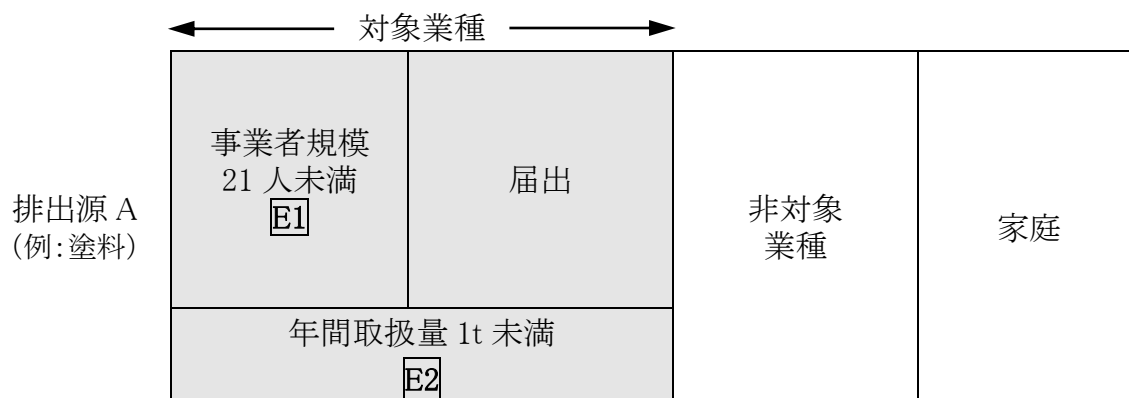 対象業種
事業者規模
21 人未満
E1
届出
排出源 A
(例:塗料)
非対象
業種
家庭
年間取扱量 1t 未満
E2